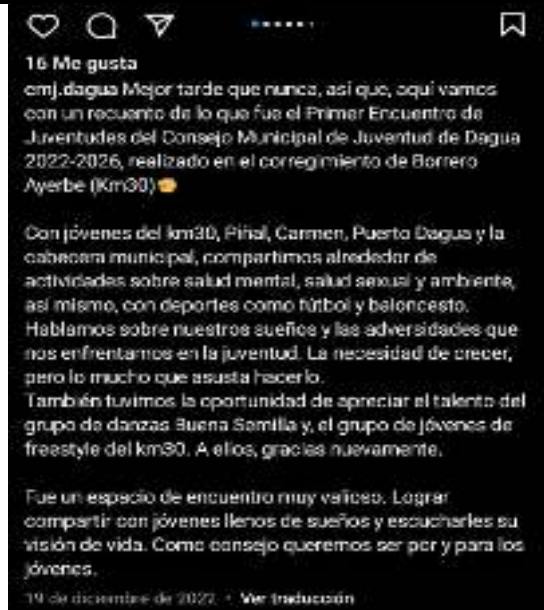 16 Me gusta
cmj.dagua Mejor tarde que nunca, así que, aquí vamos
con un recuento de lo que fue el Primer Encuentro de
Juventudes del Consejo Municipal de Juventud de Dagua
2022-2026, realizado en el corregimiento de Borrero
Ayerbe (Km30)
Con jóvenes del km30, Piñal, Carmen, Puerto Dagua y la
cabecera municipal, compartimos alrededor de
actividades sobre salud mental, salud sexual y ambiente,
así mismo, con deportes como fútbol y baloncesto.
Hablamos sobre nuestros sueños y las adversidades que
nos enfrentamos en la juventud. La necesidad de crecer,
pero lo mucho que asusta hacerlo.
También tuvimos la oportunidad de apreciar el talento del
grupo de danzas Buena Semilla y, el grupo de jóvenes de
freestyle del km30. A ellos, gracias nuevamente.
Fue un espacio de encuentro muy valioso. Lograr
compartir con jóvenes llenos de sueños y escucharles su
visión de vida. Como consejo queremos ser por y para los
jóvenes.
19 de diciembre de 2022 · Ver traducción